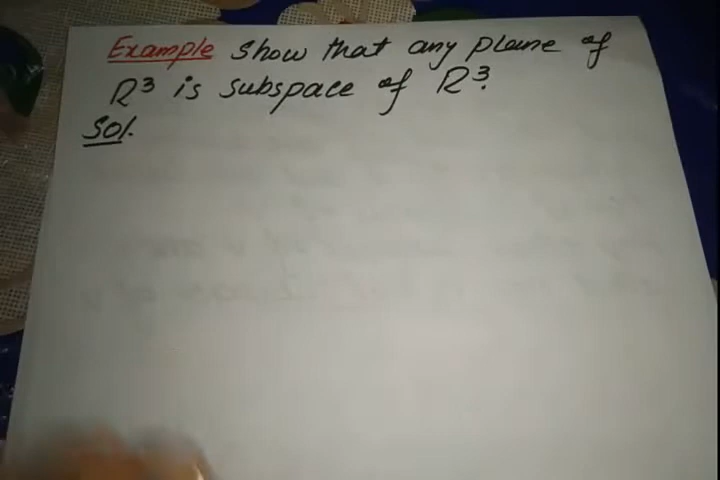 Example Show that any plane of
R³ is subspace of R³.
Sol.